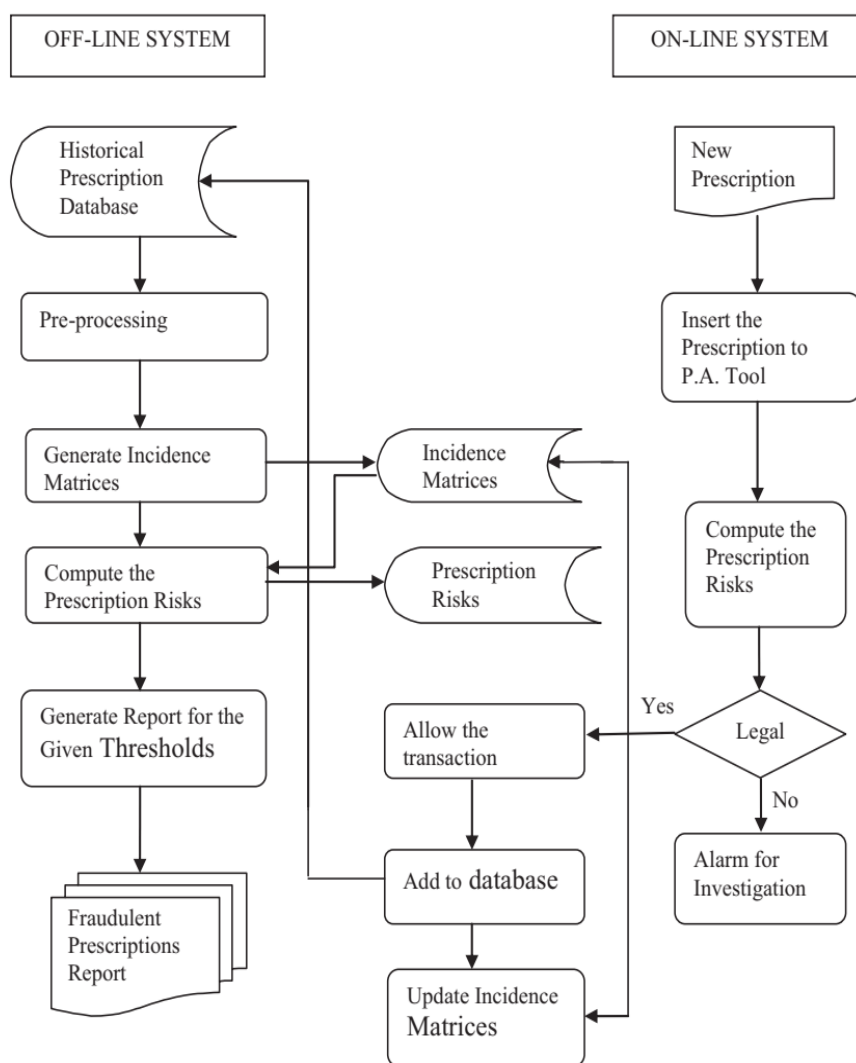 OFF-LINE SYSTEM
ON-LINE SYSTEM
Historical
Prescription
Database
New
Prescription
Pre-processing
Insert the
Prescription to
P.A. Tool
Generate Incidence
Matrices
Incidence
Matrices
Compute the
Prescription Risks
Prescription
Risks
Compute the
Prescription
Risks
Generate Report for the
Given Thresholds
Allow the
transaction
Yes
Legal
No
Fraudulent
Prescriptions
Report
Add to database
Alarm for
Investigation
Update Incidence
Matrices